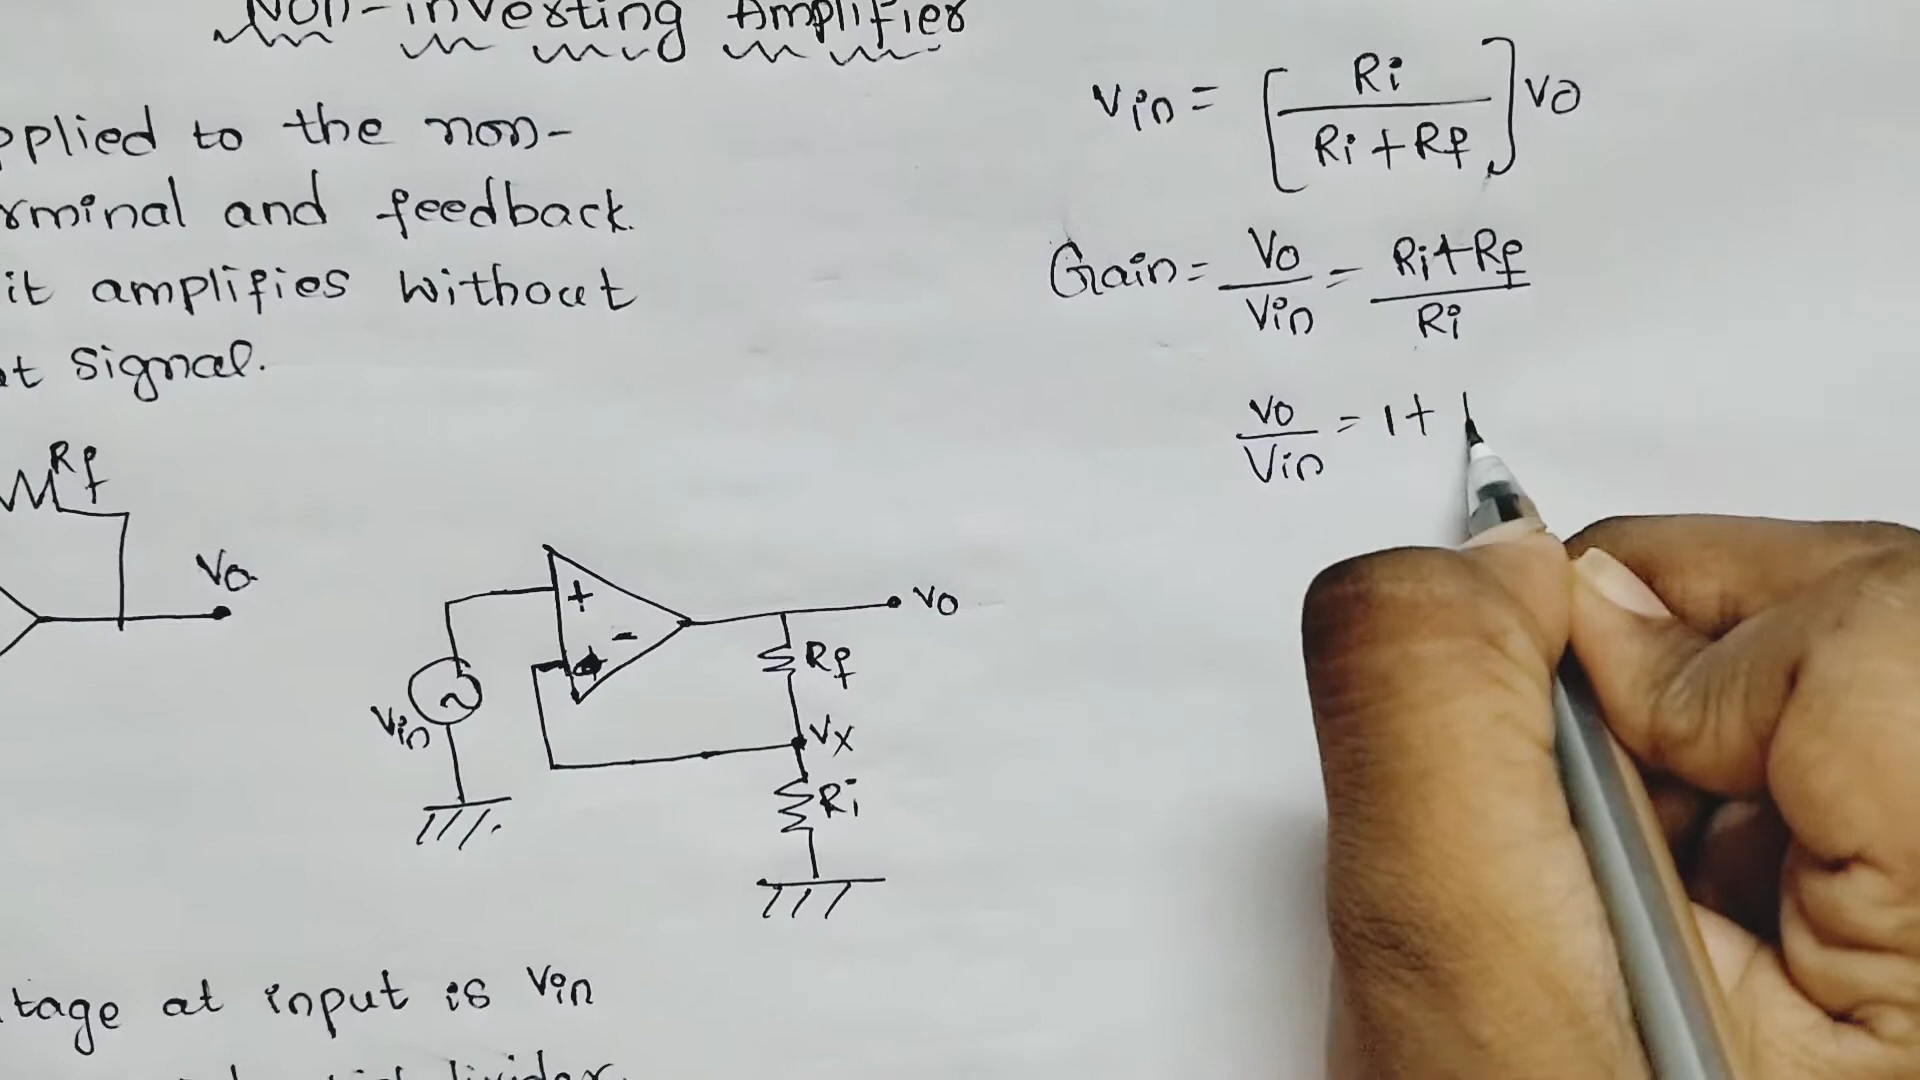 Non-inverting Amplifier
pplied to the non-
rminal and feedback.
it amplifies without
signal.
Rf
Vo
+
-
Vin
Vo
Rf
Vx
Ri
tage at input is Vin
divider.
Vin = [Ri / Ri + Rf] Vo
Gain = Vo / Vin = Ri + Rf / Ri
Vo / Vin = 1 +